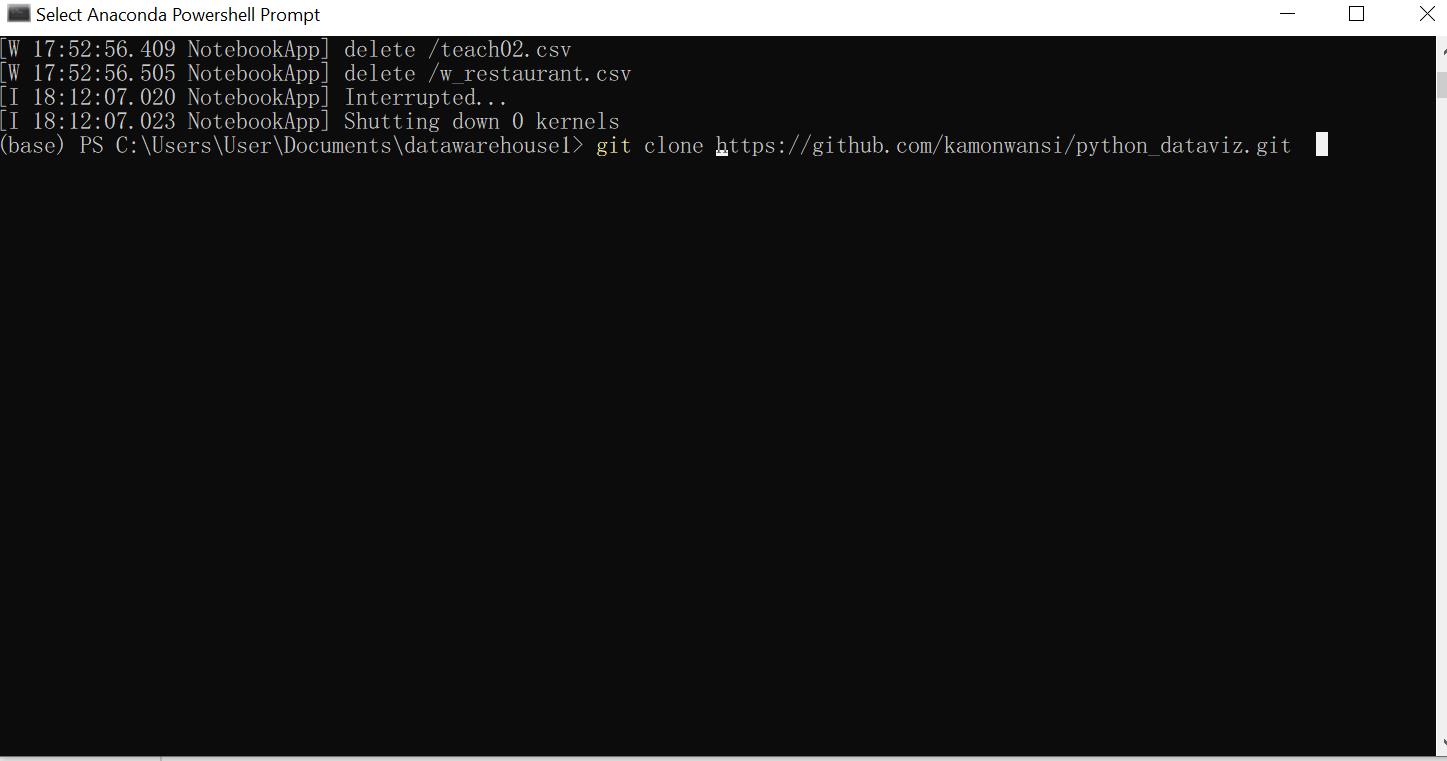 Select Anaconda Powershell Prompt
[W 17:52:56.409 NotebookApp] delete /teach02.csv
[W 17:52:56.505 NotebookApp] delete /w_restaurant.csv
[I 18:12:07.020 NotebookApp] Interrupted...
[I 18:12:07.023 NotebookApp] Shutting down 0 kernels
(base) PS C:\Users\User\Documents\datawarehouse1> git clone https://github.com/kamonwansi/python_dataviz.git